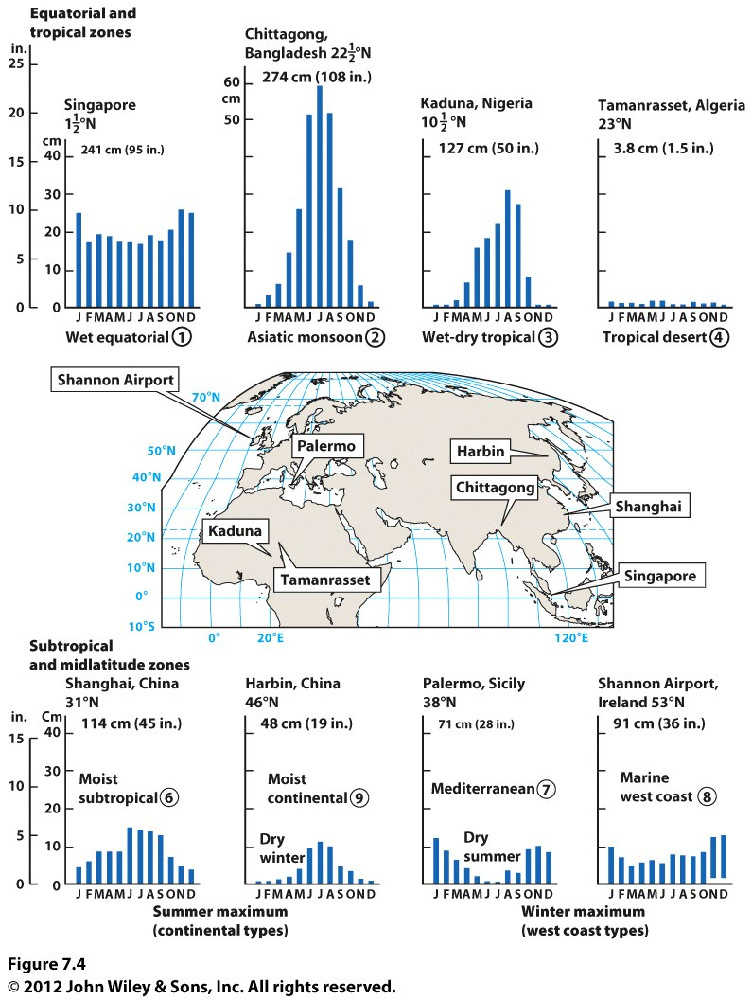 Equatorial and
tropical zones
in.
25
20
15
10
5
0
Singapore
1½°N
cm
241 cm (95 in.)
40
30
20
10
0
J F M A M J J A S O N D
Wet equatorial ①
Chittagong,
Bangladesh 22½°N
274 cm (108 in.)
60
cm
50
J F M A M J J A S O N D
Asiatic monsoon ②
Kaduna, Nigeria
10½°N
127 cm (50 in.)
J F M A M J J A S O N D
Wet-dry tropical ③
Tamanrasset, Algeria
23°N
3.8 cm (1.5 in.)
J F M A M J J A S O N D
Tropical desert ④
Shannon Airport
70°N
Palermo
Harbin
50°N
40°N
Chittagong
Shanghai
30°N
Kaduna
20°N
10°N
Tamanrasset
Singapore
0°
10°S
0°
20°E
120°E
Subtropical
and midlatitude zones
Shanghai, China
31°N
in.
Cm
114 cm (45 in.)
15
10
5
0
40
30
20
10
0
Moist
subtropical ⑥
J F M A M J J A S O N D
Harbin, China
46°N
48 cm (19 in.)
Moist
continental ⑨
Dry
winter
J F M A M J J A S O N D
Summer maximum
(continental types)
Palermo, Sicily
38°N
71 cm (28 in.)
Mediterranean ⑦
Dry
summer
J F M A M J J A S O N D
Shannon Airport,
Ireland 53°N
91 cm (36 in.)
Marine
west coast ⑧
J F M A M J J A S O N D
Winter maximum
(west coast types)
Figure 7.4
© 2012 John Wiley & Sons, Inc. All rights reserved.